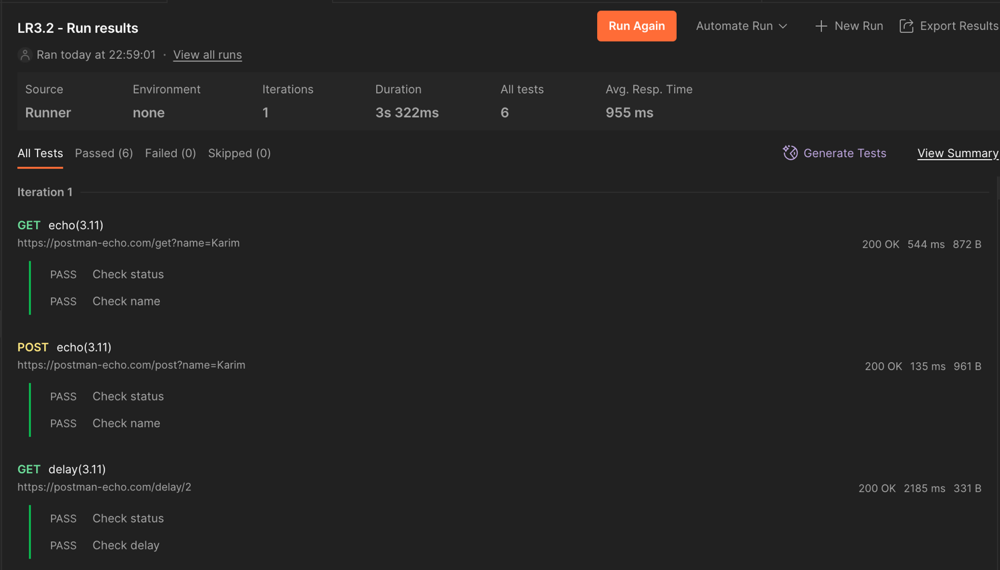 LR3.2 - Run results
Run Again
Automate Run
New Run
Export Results
Ran today at 22:59:01 · View all runs
Source Environment Iterations Duration All tests Avg. Resp. Time
Runner none 1 3s 322ms 6 955 ms
All Tests Passed (6) Failed (0) Skipped (0) Generate Tests View Summary
Iteration 1
GET echo(3.11)
https://postman-echo.com/get?name=Karim
200 OK 544 ms 872 B
PASS Check status
PASS Check name
POST echo(3.11)
https://postman-echo.com/post?name=Karim
200 OK 135 ms 961 B
PASS Check status
PASS Check name
GET delay(3.11)
https://postman-echo.com/delay/2
200 OK 2185 ms 331 B
PASS Check status
PASS Check delay